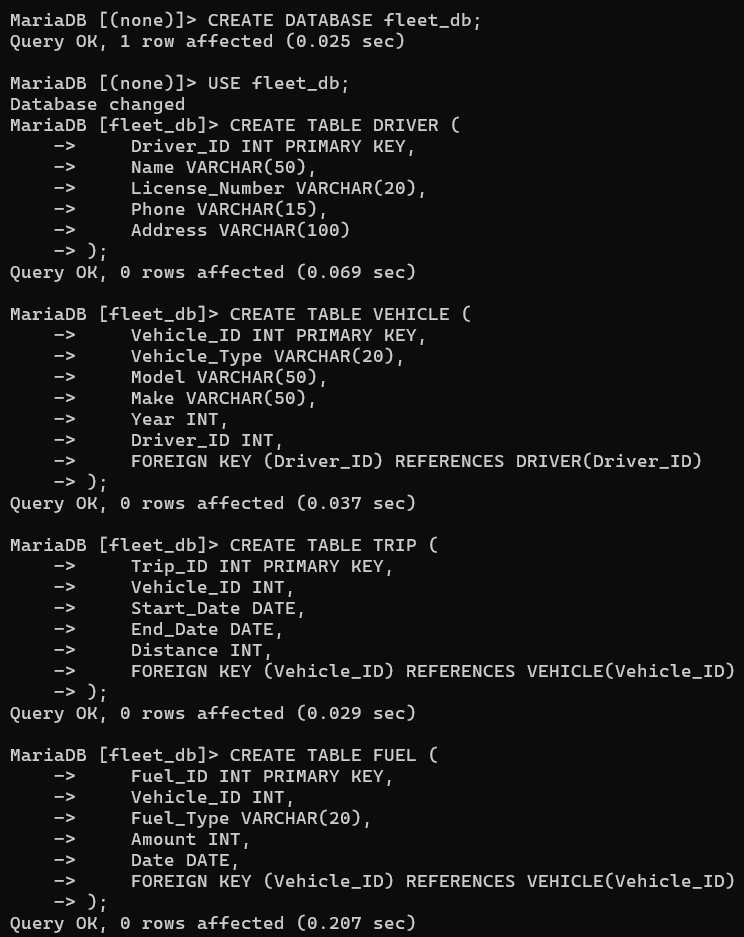 MariaDB [(none)]> CREATE DATABASE fleet_db;
Query OK, 1 row affected (0.025 sec)

MariaDB [(none)]> USE fleet_db;
Database changed
MariaDB [fleet_db]> CREATE TABLE DRIVER (
    ->     Driver_ID INT PRIMARY KEY,
    ->     Name VARCHAR(50),
    ->     License_Number VARCHAR(20),
    ->     Phone VARCHAR(15),
    ->     Address VARCHAR(100)
    -> );
Query OK, 0 rows affected (0.069 sec)

MariaDB [fleet_db]> CREATE TABLE VEHICLE (
    ->     Vehicle_ID INT PRIMARY KEY,
    ->     Vehicle_Type VARCHAR(20),
    ->     Model VARCHAR(50),
    ->     Make VARCHAR(50),
    ->     Year INT,
    ->     Driver_ID INT,
    ->     FOREIGN KEY (Driver_ID) REFERENCES DRIVER(Driver_ID)
    -> );
Query OK, 0 rows affected (0.037 sec)

MariaDB [fleet_db]> CREATE TABLE TRIP (
    ->     Trip_ID INT PRIMARY KEY,
    ->     Vehicle_ID INT,
    ->     Start_Date DATE,
    ->     End_Date DATE,
    ->     Distance INT,
    ->     FOREIGN KEY (Vehicle_ID) REFERENCES VEHICLE(Vehicle_ID)
    -> );
Query OK, 0 rows affected (0.029 sec)

MariaDB [fleet_db]> CREATE TABLE FUEL (
    ->     Fuel_ID INT PRIMARY KEY,
    ->     Vehicle_ID INT,
    ->     Fuel_Type VARCHAR(20),
    ->     Amount INT,
    ->     Date DATE,
    ->     FOREIGN KEY (Vehicle_ID) REFERENCES VEHICLE(Vehicle_ID)
    -> );
Query OK, 0 rows affected (0.207 sec)